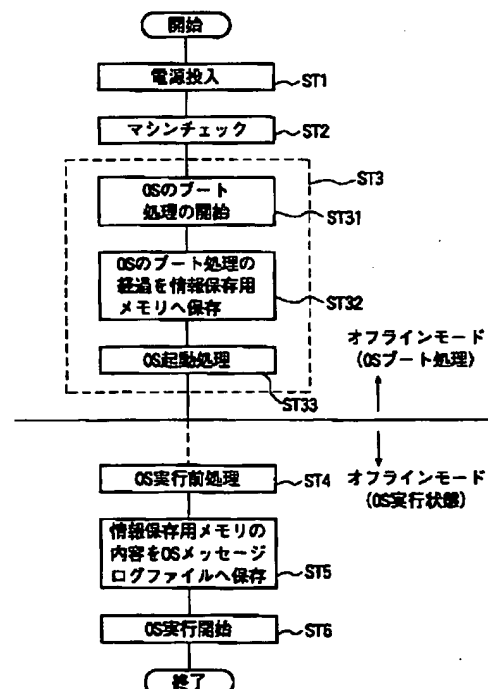 開始
電源投入
ST1
マシンチェック
ST2
ST3
OSのブート
処理の開始
ST31
OSのブート処理の
経過を情報保存用
メモリへ保存
ST32
OS起動処理
ST33
オフラインモード
(OSブート処理)
オフラインモード
(OS実行状態)
OS実行前処理
ST4
情報保存用メモリの
内容をOSメッセージ
ログファイルへ保存
ST5
OS実行開始
ST6
終了